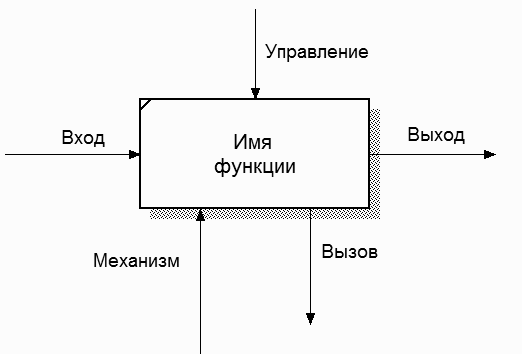 Управление
Вход
Имя
функции
Выход
Механизм
Вызов